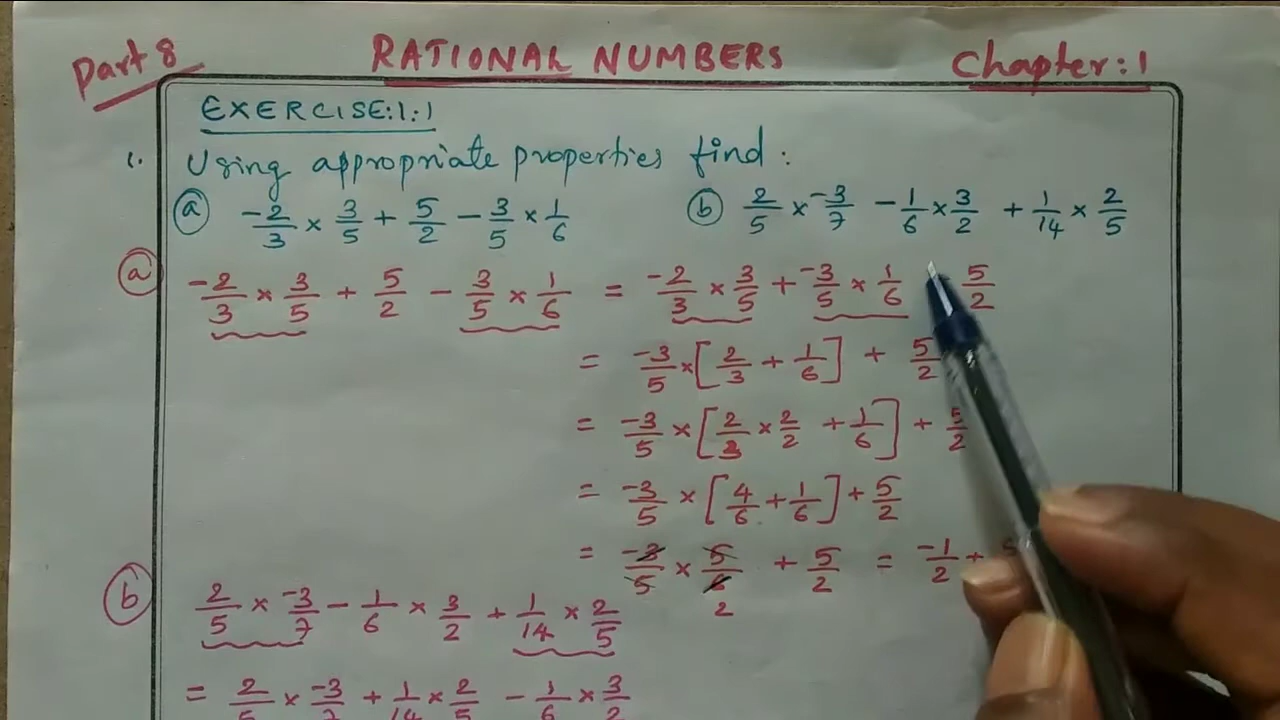 Part 8 RATIONAL NUMBERS Chapter:1
EXERCISE:1.1
1. Using appropriate properties find :
(a) -2/3 × 3/5 + 5/2 - 3/5 × 1/6 (b) 2/5 × -3/7 - 1/6 × 3/2 + 1/14 × 2/5
(a) -2/3 × 3/5 + 5/2 - 3/5 × 1/6 = -2/3 × 3/5 + -3/5 × 1/6 5/2
= -3/5 × [2/3 + 1/6] + 5/2
= -3/5 × [2/3 × 2/2 + 1/6] + 5/2
= -3/5 × [4/6 + 1/6] + 5/2
= -3/5 × 5/6 + 5/2 = -1/2 +
2
(b) 2/5 × -3/7 - 1/6 × 3/2 + 1/14 × 2/5
= 2/5 × -3/7 + 1/14 × 2/5 - 1/6 × 3/2